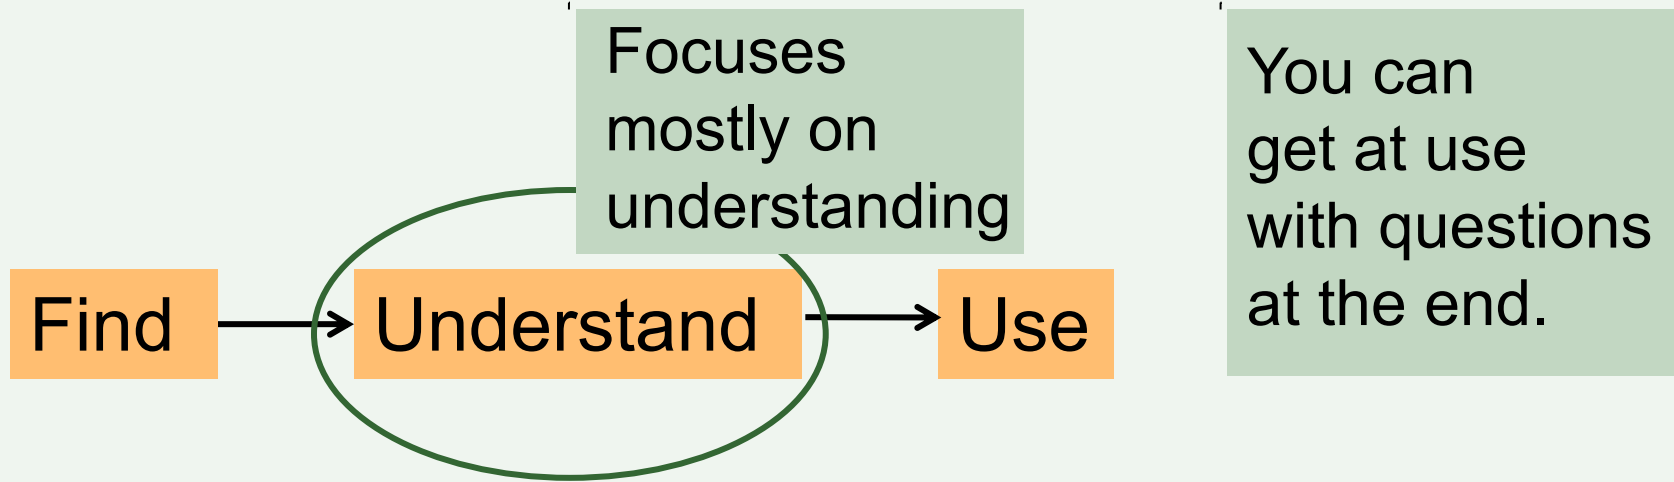 Focuses
mostly on
understanding
You can
get at use
with questions
at the end.
Find
Understand
Use